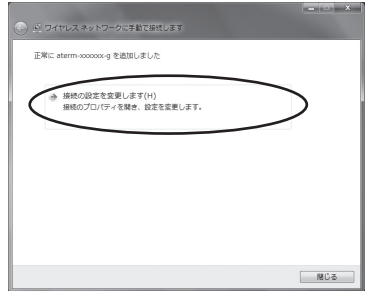 ワイヤレス ネットワークに手動で接続します
正常に aterm-xxxxxx-g を追加しました
接続の設定を変更します(H)
接続のプロパティを開き、設定を変更します。
閉じる